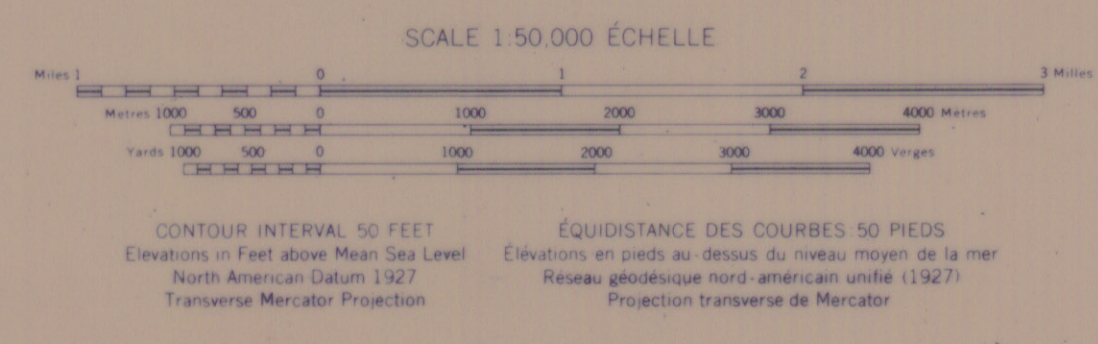 SCALE 1:50,000 ÉCHELLE
Miles 1 0 1 2 3 Milles
Metres 1000 500 0 1000 2000 3000 4000 Mètres
Yards 1000 500 0 1000 2000 3000 4000 Verges
CONTOUR INTERVAL 50 FEET
Elevations in Feet above Mean Sea Level
North American Datum 1927
Transverse Mercator Projection
ÉQUIDISTANCE DES COURBES 50 PIEDS
Élévations en pieds au-dessus du niveau moyen de la mer
Réseau géodésique nord-américain unifié (1927)
Projection transverse de Mercator